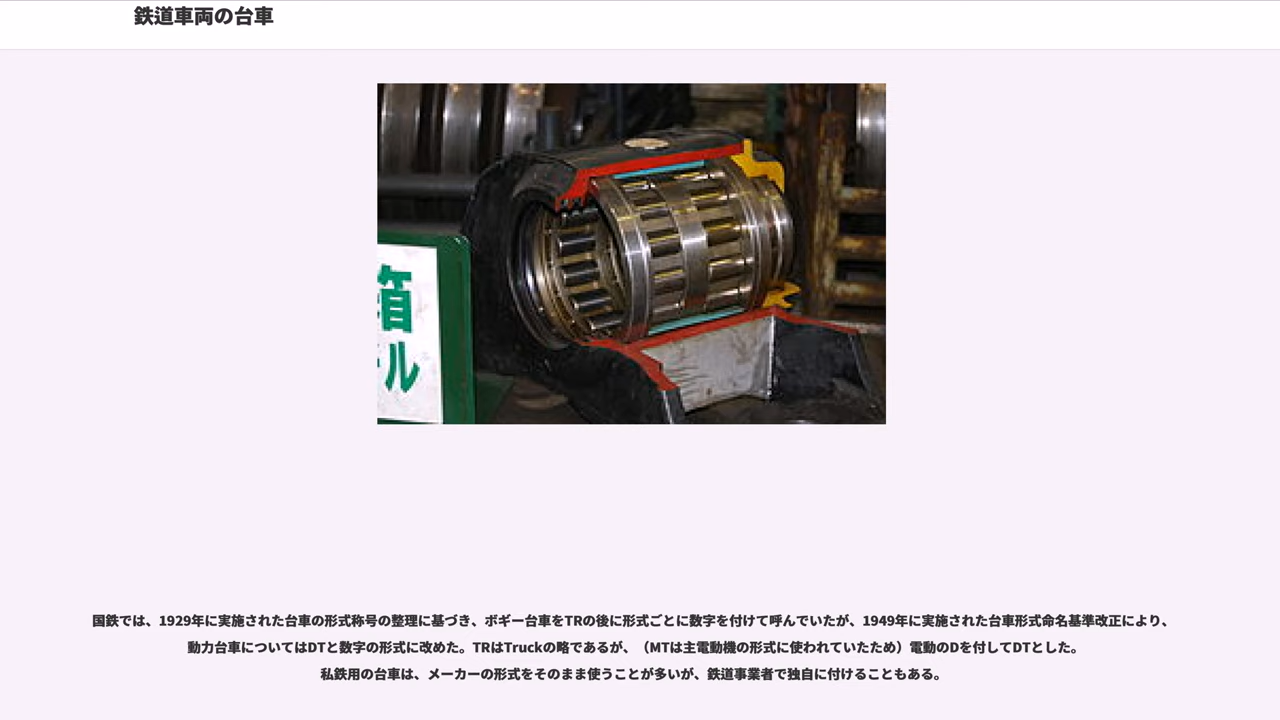 鉄道車両の台車
箱
ル
国鉄では、1929年に実施された台車の形式称号の整理に基づき、ボギー台車をTRの後に形式ごとに数字を付けて呼んでいたが、1949年に実施された台車形式命名基準改正により、
動力台車についてはDTと数字の形式に改めた。TRはTruckの略であるが、（MTは主電動機の形式に使われていたため）電動のDを付してDTとした。
私鉄用の台車は、メーカーの形式をそのまま使うことが多いが、鉄道事業者で独自に付けることもある。